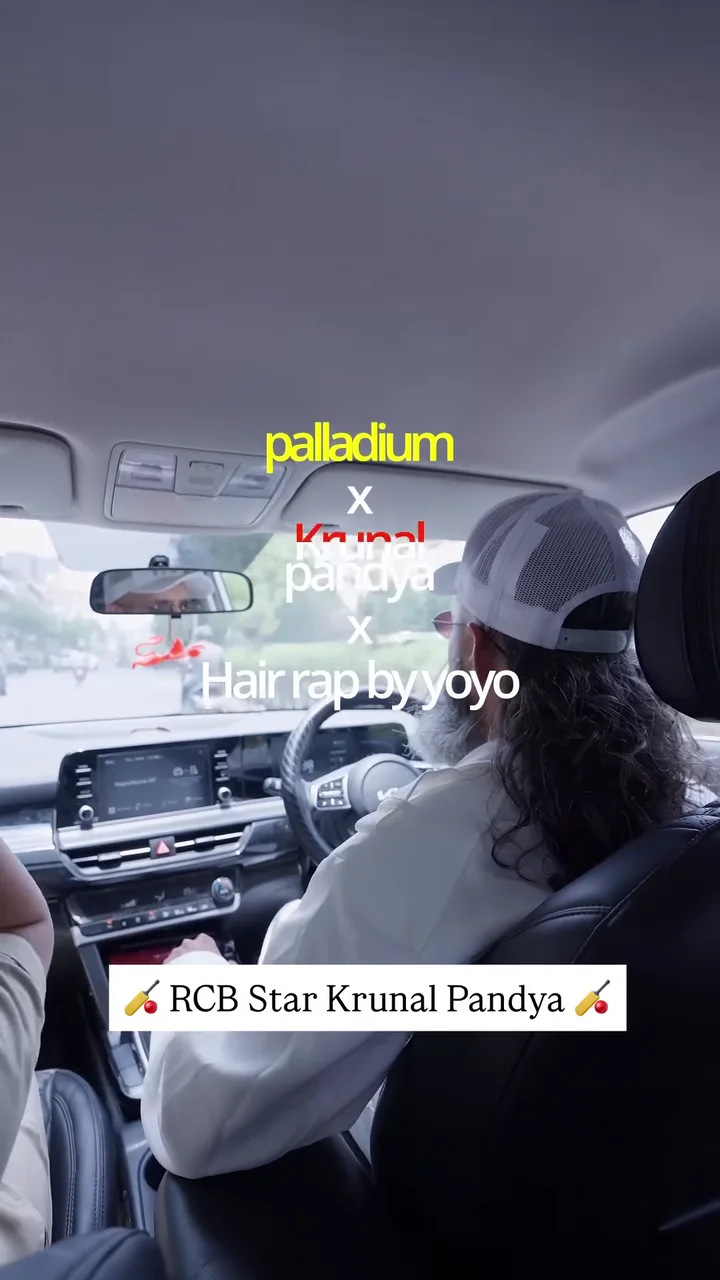 palladium
x
Krunal
pandya
x
Hair rap by yoyo
🏏 RCB Star Krunal Pandya 🏏